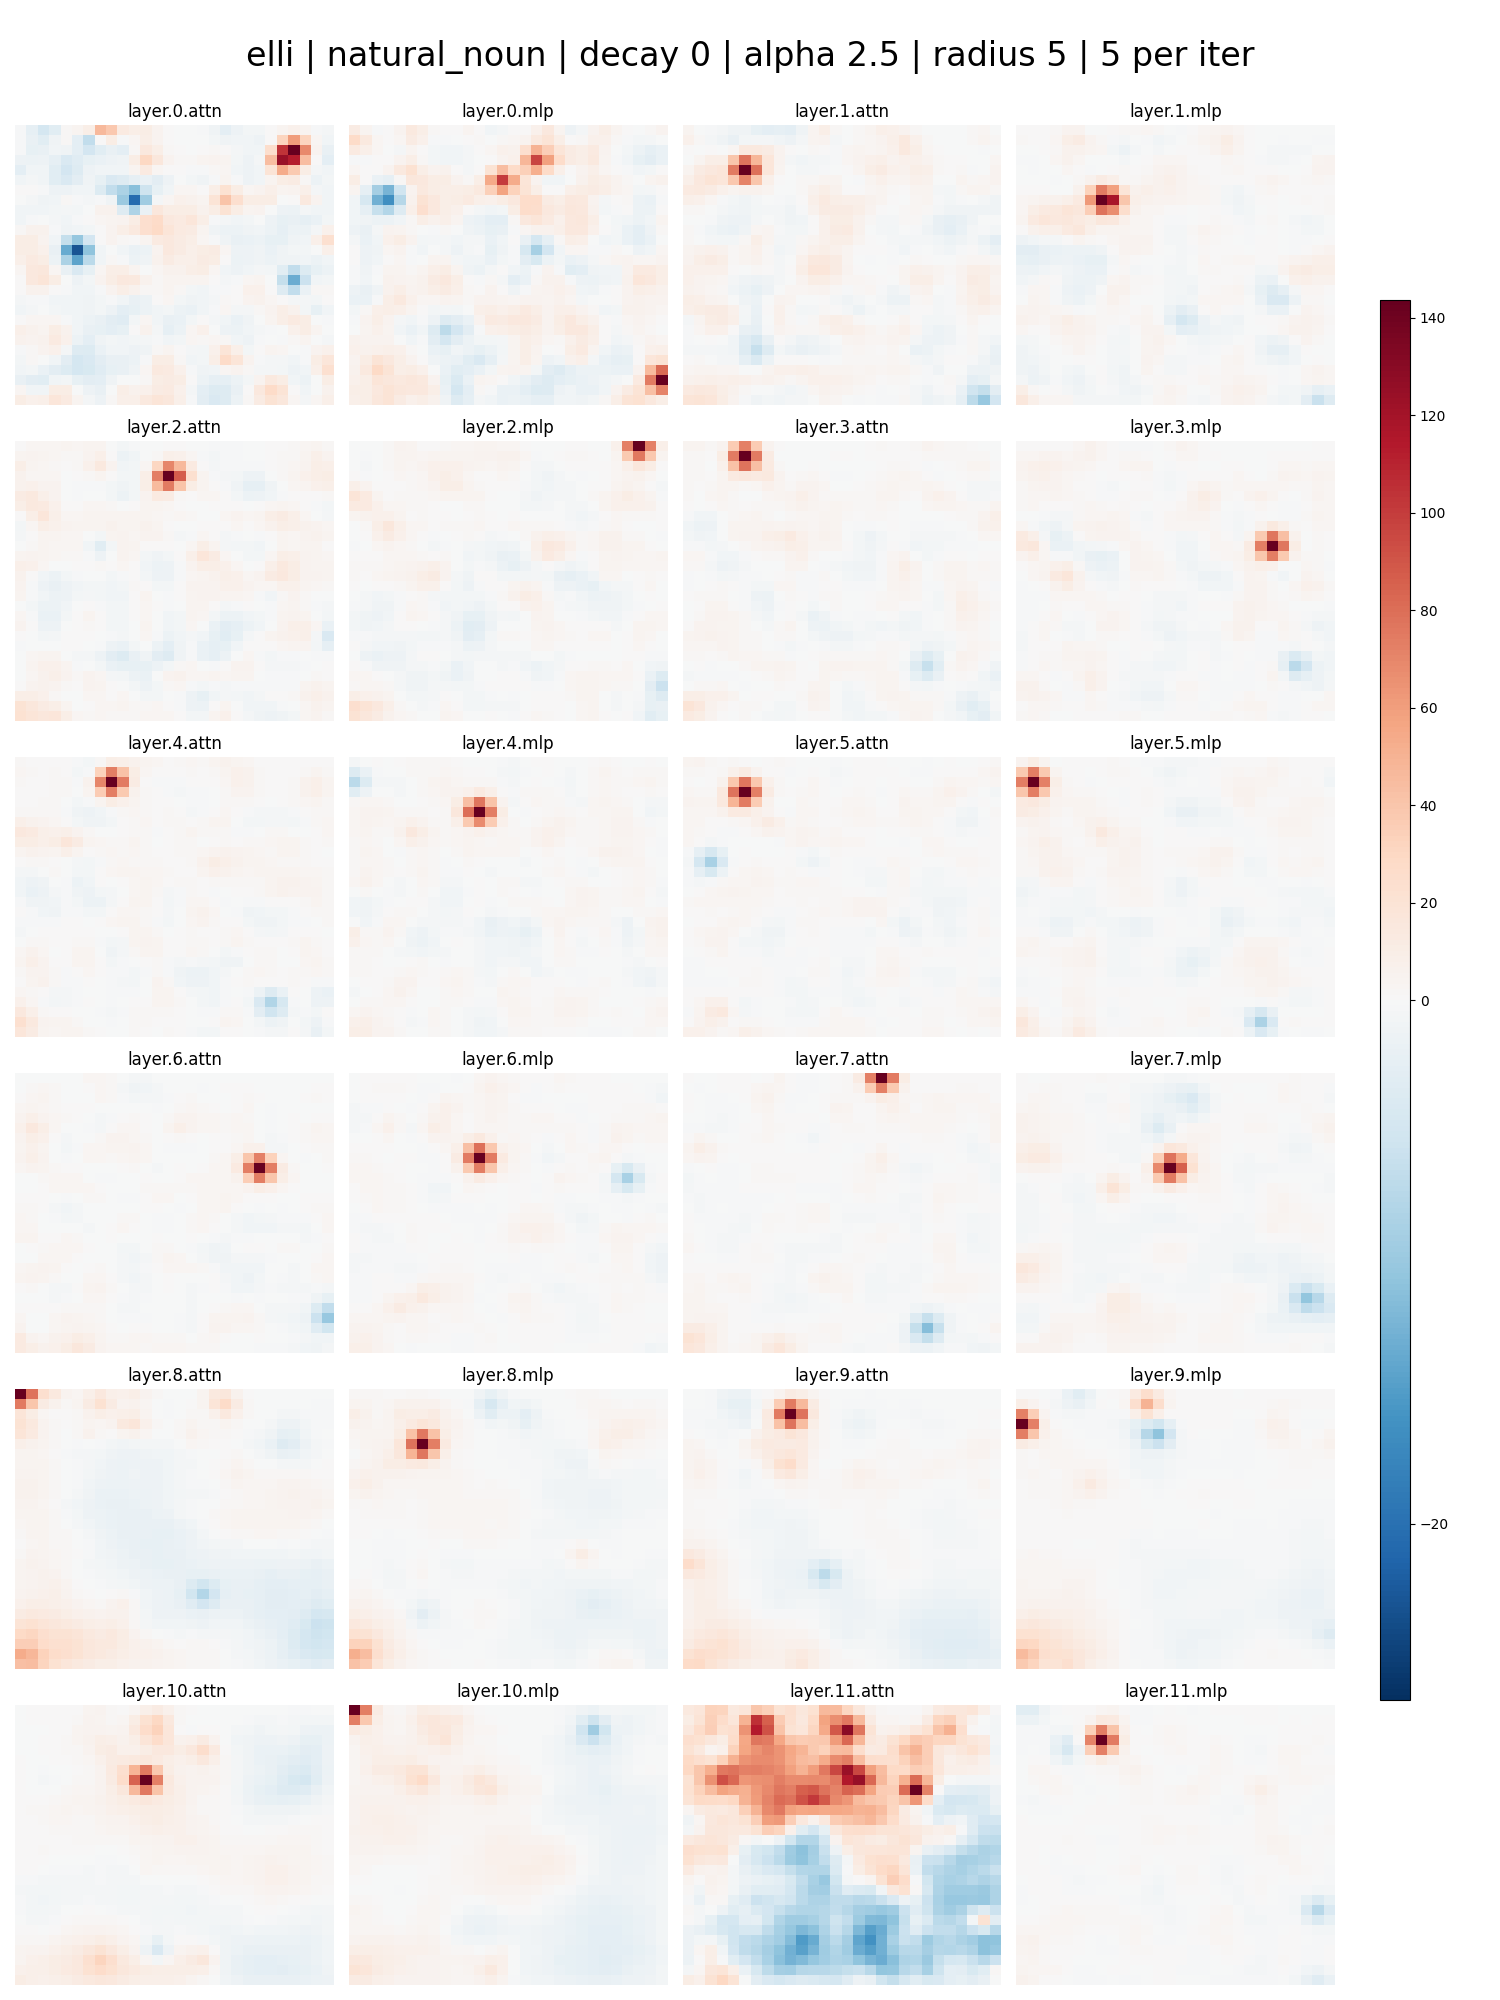 elli | natural_noun | decay 0 | alpha 2.5 | radius 5 | 5 per iter
layer.0.attn layer.0.mlp layer.1.attn layer.1.mlp
layer.2.attn layer.2.mlp layer.3.attn layer.3.mlp
layer.4.attn layer.4.mlp layer.5.attn layer.5.mlp
layer.6.attn layer.6.mlp layer.7.attn layer.7.mlp
layer.8.attn layer.8.mlp layer.9.attn layer.9.mlp
layer.10.attn layer.10.mlp layer.11.attn layer.11.mlp
140
120
100
80
60
40
20
0
−20